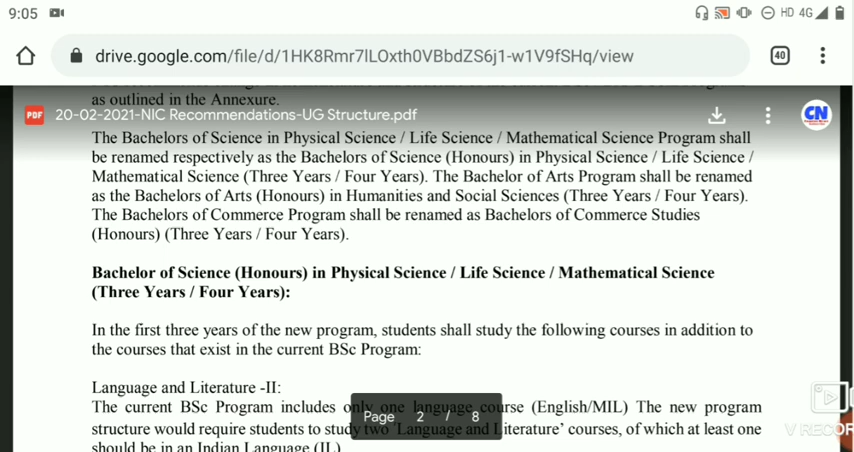 9:05
HD 4G
drive.google.com/file/d/1HK8Rmr7lLOxth0VBbdZS6j1-w1V9fSHq/view
40
as outlined in the Annexure.
PDF 20-02-2021-NIC Recommendations-UG Structure.pdf
CN
The Bachelors of Science in Physical Science / Life Science / Mathematical Science Program shall
be renamed respectively as the Bachelors of Science (Honours) in Physical Science / Life Science /
Mathematical Science (Three Years / Four Years). The Bachelor of Arts Program shall be renamed
as the Bachelors of Arts (Honours) in Humanities and Social Sciences (Three Years / Four Years).
The Bachelors of Commerce Program shall be renamed as Bachelors of Commerce Studies
(Honours) (Three Years / Four Years).
Bachelor of Science (Honours) in Physical Science / Life Science / Mathematical Science
(Three Years / Four Years):
In the first three years of the new program, students shall study the following courses in addition to
the courses that exist in the current BSc Program:
Language and Literature -II:
The current BSc Program includes only one language course (English/MIL) The new program
Page 2 / 8
structure would require students to study two 'Language and Literature' courses, of which at least one
V RECOR
should be in an Indian Language (IL)